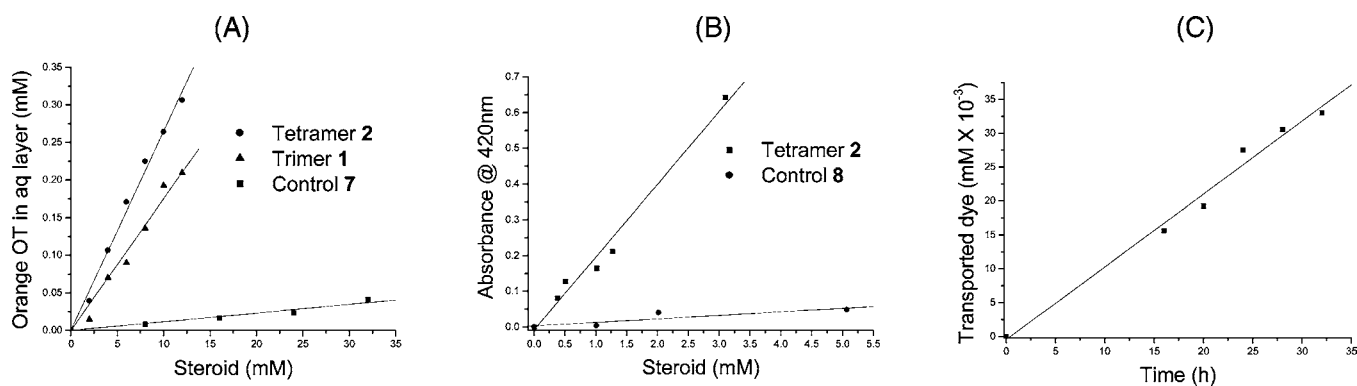 (A)
Orange OT in aq layer (mM)
0.35
0.30
0.25
0.20
0.15
0.10
0.05
0.00
0 5 10 15 20 25 30 35
Steroid (mM)
Tetramer 2
Trimer 1
Control 7
(B)
Absorbance @ 420nm
0.7
0.6
0.5
0.4
0.3
0.2
0.1
0.0
0.0 0.5 1.0 1.5 2.0 2.5 3.0 3.5 4.0 4.5 5.0 5.5
Steroid (mM)
Tetramer 2
Control 8
(C)
Transported dye (mM X 10-3)
35
30
25
20
15
10
5
0
0 5 10 15 20 25 30 35
Time (h)